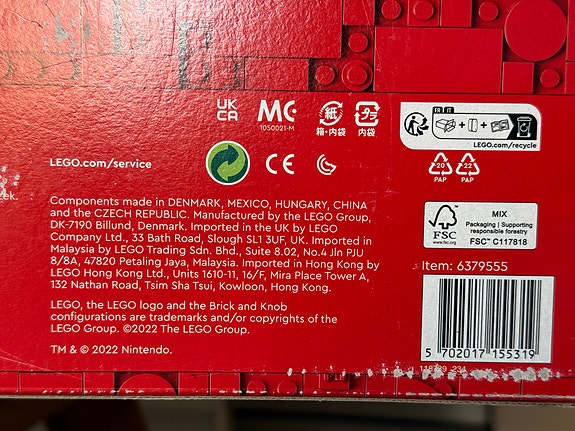 UK
CA
MC
1050021-M
紙
箱・内袋
プラ
内袋
FR IT
LEGO.com/recycle
LEGO.com/service
CE
20
PAP
22
PAP
ek.
Components made in DENMARK, MEXICO, HUNGARY, CHINA
and the CZECH REPUBLIC. Manufactured by the LEGO Group,
DK-7190 Billund, Denmark. Imported in the UK by LEGO
Company Ltd., 33 Bath Road, Slough SL1 3UF, UK. Imported in
Malaysia by LEGO Trading Sdn. Bhd., Suite 8.02, No.4 Jln PJU
8/8A, 47820 Petaling Jaya, Malaysia. Imported in Hong Kong by
LEGO Hong Kong Ltd., Units 1610-11, 16/F, Mira Place Tower A,
132 Nathan Road, Tsim Sha Tsui, Kowloon, Hong Kong.
LEGO, the LEGO logo and the Brick and Knob
configurations are trademarks and/or copyrights of the
LEGO Group. ©2022 The LEGO Group.
TM & © 2022 Nintendo.
FSC
www.fsc.org
MIX
Packaging | Supporting
responsible forestry
FSC™ C117818
Item: 6379555
5 702017 155319